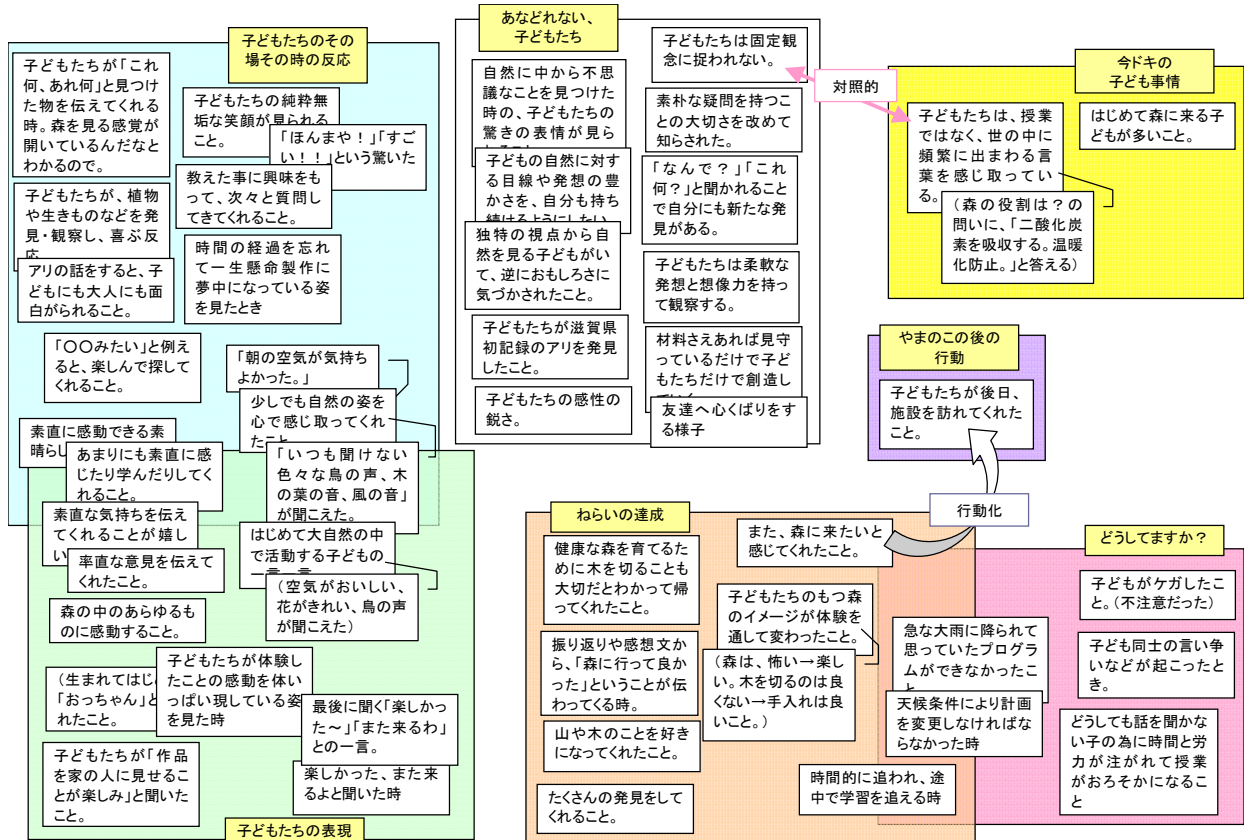 子どもたちのその
場その時の反応
子どもたちが「これ
何、あれ何」と見つけ
た物を伝えてくれる
時。森を見る感覚が
開いているんだなと
わかるので。
子どもたちの純粋無
垢な笑顔が見られる
こと。
「ほんまや!」「すご
い!!」という驚いた
教えた事に興味をも
って、次々と質問し
てきてくれること。
子どもたちが、植物
や生きものなどを発
見・観察し、喜ぶ反
応
アリの話をすると、子
どもにも大人にも面
白がられること。
時間の経過を忘れ
て一生懸命製作に
夢中になっている姿
を見たとき
「〇〇みたい」と例え
ると、楽しんで探し
てくれること。
「朝の空気が気持ち
よかった。」
少しでも自然の姿を
心で感じ取ってくれ
たこと。
素直に感動できる素
晴らし
あまりにも素直に感
じたり学んだりしてく
れること。
「いつも聞けない
色々な鳥の声、木
の葉の音、風の音」
が聞こえた。
素直な気持ちを伝え
てくれることが嬉し
い
はじめて大自然の中
で活動する子どもの
一言一言
率直な意見を伝えて
くれたこと。
(空気がおいしい、
花がきれい、鳥の声
が聞こえた)
森の中のあらゆるも
のに感動すること。
(生まれてはじ
「おっちゃん」と
れたこと。
子どもたちが体験し
たことの感動を体い
っぱい現している姿
を見た時
最後に聞く「楽しかっ
た~」「また来るわ」
との一言。
楽しかった、また来
るよと聞いた時
子どもたちが「作品
を家の人に見せるこ
とが楽しみ」と聞いた
こと。
子どもたちの表現
あなどれない、
子どもたち
自然に中から不思
議なことを見つけた
時の、子どもたちの
驚きの表情が見ら
子どもの自然に対す
る目線や発想の豊
かさを、自分も持ち
続けるようにしたい
独特の視点から自
然を見る子どもがい
て、逆におもしろさに
気づかされたこと。
子どもたちが滋賀県
初記録のアリを発見
したこと。
子どもたちの感性の
鋭さ。
子どもたちは固定観
念に捉われない。
素朴な疑問を持つこ
との大切さを改めて
知らされた。
「なんで?」「これ
何?」と聞かれること
で自分にも新たな発
見がある。
子どもたちは柔軟な
発想と想像力を持っ
て観察する。
材料さえあれば見守
っているだけで子ど
もたちだけで創造し
ていく
友達へ心くばりをす
る様子
対照的
今ドキの
子ども事情
子どもたちは、授業
ではなく、世の中に
頻繁に出まわる言
葉を感じ取ってい
る。
はじめて森に来る子
どもが多いこと。
(森の役割は?の
問いに、「二酸化炭
素を吸収する。温暖
化防止。」と答える)
やまのこの後の
行動
子どもたちが後日、
施設を訪れてくれた
こと。
行動化
ねらいの達成
また、森に来たいと
感じてくれたこと。
健康な森を育てるた
めに木を切ることも
大切だとわかって帰
ってくれたこと。
子どもたちのもつ森
のイメージが体験を
通して変わったこと。
(森は、怖い→楽し
い。木を切るのは良
くない→手入れは良
いこと。)
振り返りや感想文か
ら、「森に行って良か
った」ということが伝
わってくる時。
山や木のことを好き
になってくれたこと。
たくさんの発見をして
くれること。
どうしてますか?
急な大雨に降られて
思っていたプログラ
ムができなかったこ
と
天候条件により計画
を変更しなければな
らなかった時
時間的に追われ、途
中で学習を追える時
子どもがケガしたこ
と。(不注意だった)
子ども同士の言い争
いなどが起こったと
き。
どうしても話を聞かな
い子の為に時間と労
力が注がれて授業
がおろそかになるこ
と